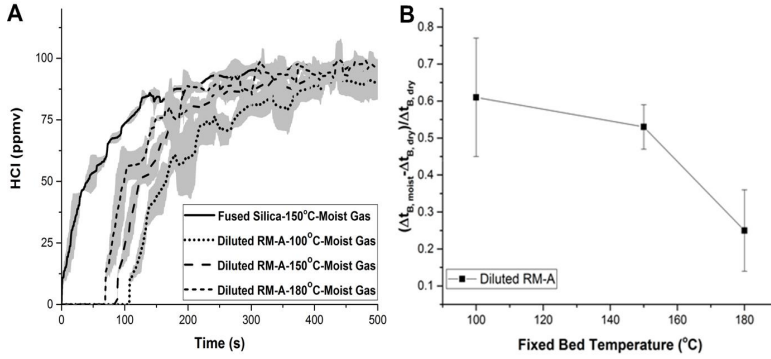 A
100
75
50
25
0
HCl (ppmv)
0 100 200 300 400 500
Time (s)
Fused Silica-150°C-Moist Gas
Diluted RM-A-100°C-Moist Gas
Diluted RM-A-150°C-Moist Gas
Diluted RM-A-180°C-Moist Gas
B
0.8
0.7
0.6
0.5
0.4
0.3
0.2
0.1
(Δt_B, moist-Δt_B, dry)/Δt_B, dry
100 120 140 160 180
Fixed Bed Temperature (°C)
Diluted RM-A